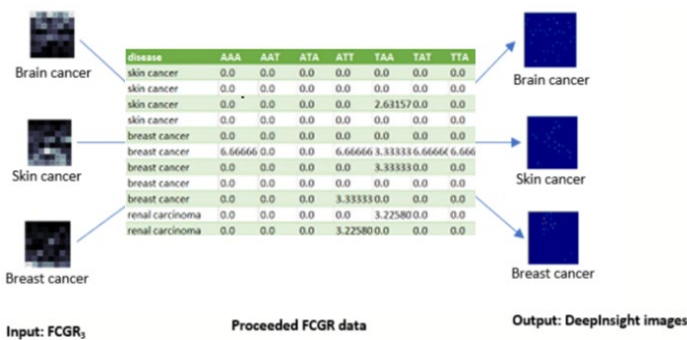 Brain cancer
Skin cancer
Breast cancer
Input: FCGR₃
disease AAA AAT ATA ATT TAA TAT TTA
skin cancer 0.0 0.0 0.0 0.0 0.0 0.0 0.0
skin cancer 0.0 0.0 0.0 0.0 0.0 0.0 0.0
skin cancer 0.0 0.0 0.0 0.0 2.63157 0.0 0.0
skin cancer 0.0 0.0 0.0 0.0 0.0 0.0 0.0
breast cancer 0.0 0.0 0.0 0.0 0.0 0.0 0.0
breast cancer 6.66666 0.0 0.0 6.66666 3.33333 6.66666 6.666
breast cancer 0.0 0.0 0.0 0.0 3.33333 0.0 0.0
breast cancer 0.0 0.0 0.0 0.0 0.0 0.0 0.0
breast cancer 0.0 0.0 0.0 3.33333 0.0 0.0 0.0
renal carcinoma 0.0 0.0 0.0 0.0 3.22580 0.0 0.0
renal carcinoma 0.0 0.0 0.0 3.22580 0.0 0.0 0.0
Proceeded FCGR data
Brain cancer
Skin cancer
Breast cancer
Output: DeepInsight images